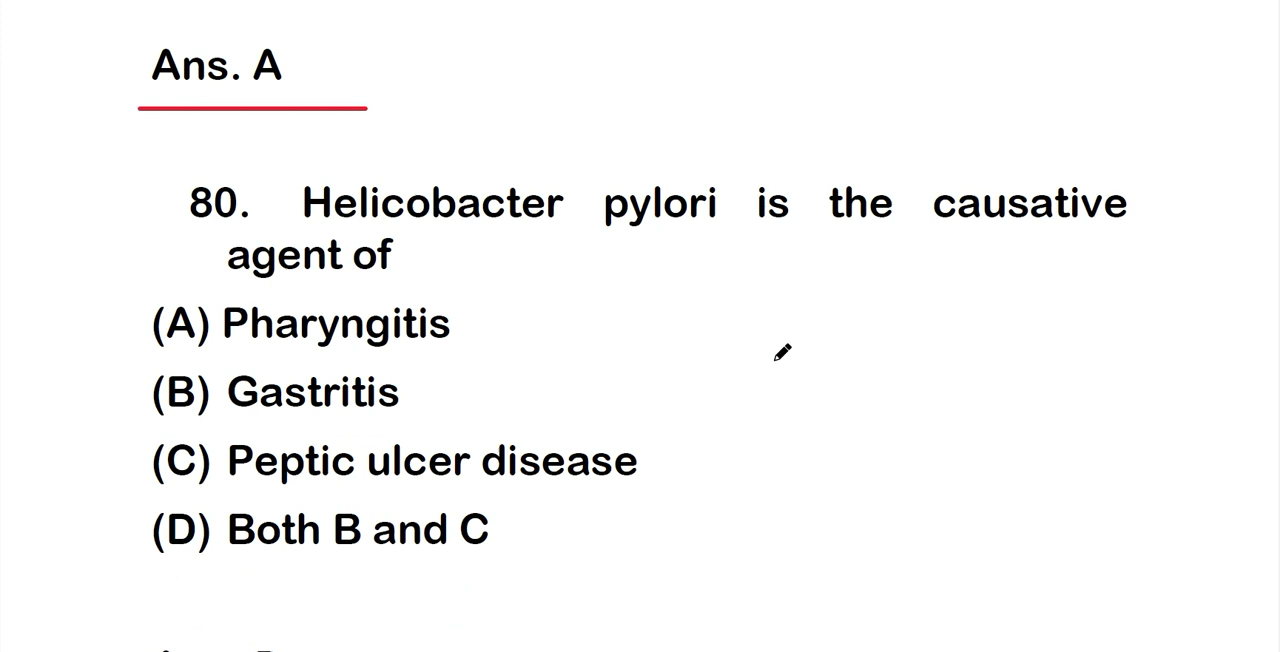 Ans. A
80. Helicobacter pylori is the causative
agent of
(A) Pharyngitis
(B) Gastritis
(C) Peptic ulcer disease
(D) Both B and C